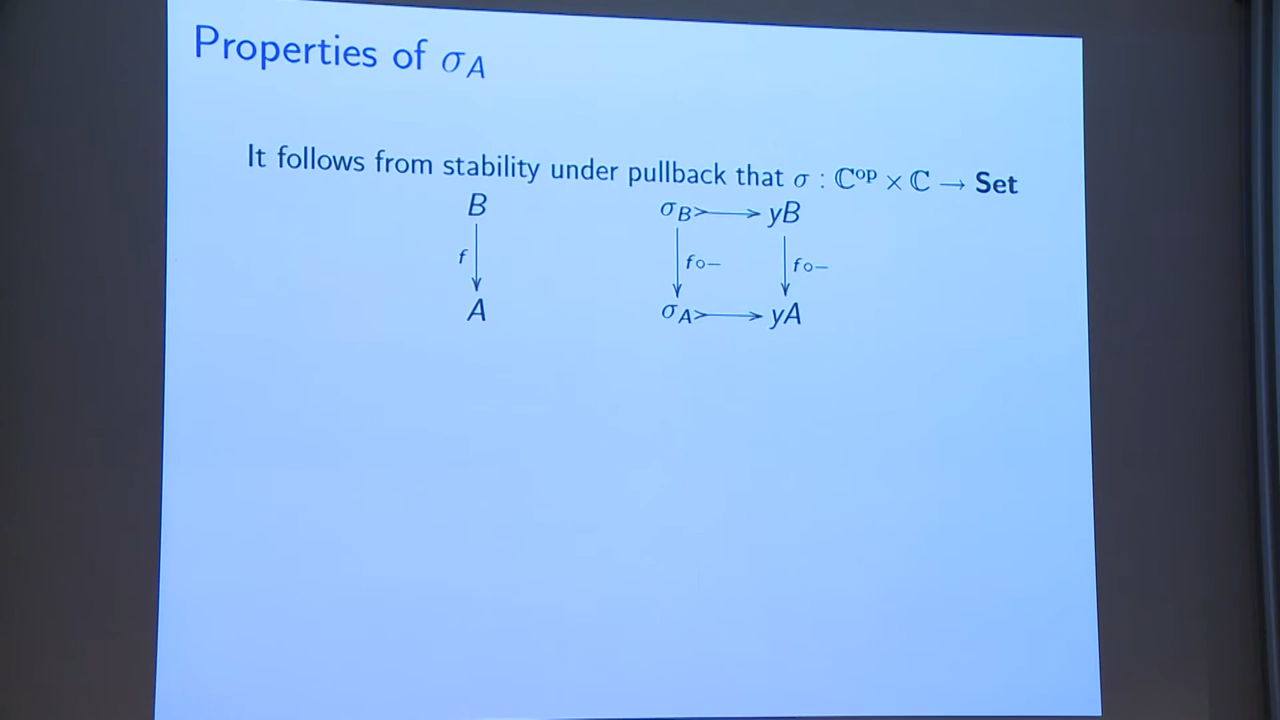 Properties of σ_A
It follows from stability under pullback that σ : ℂ^op × ℂ → Set
B σ_B ↣ yB
f f∘− f∘−
A σ_A ↣ yA